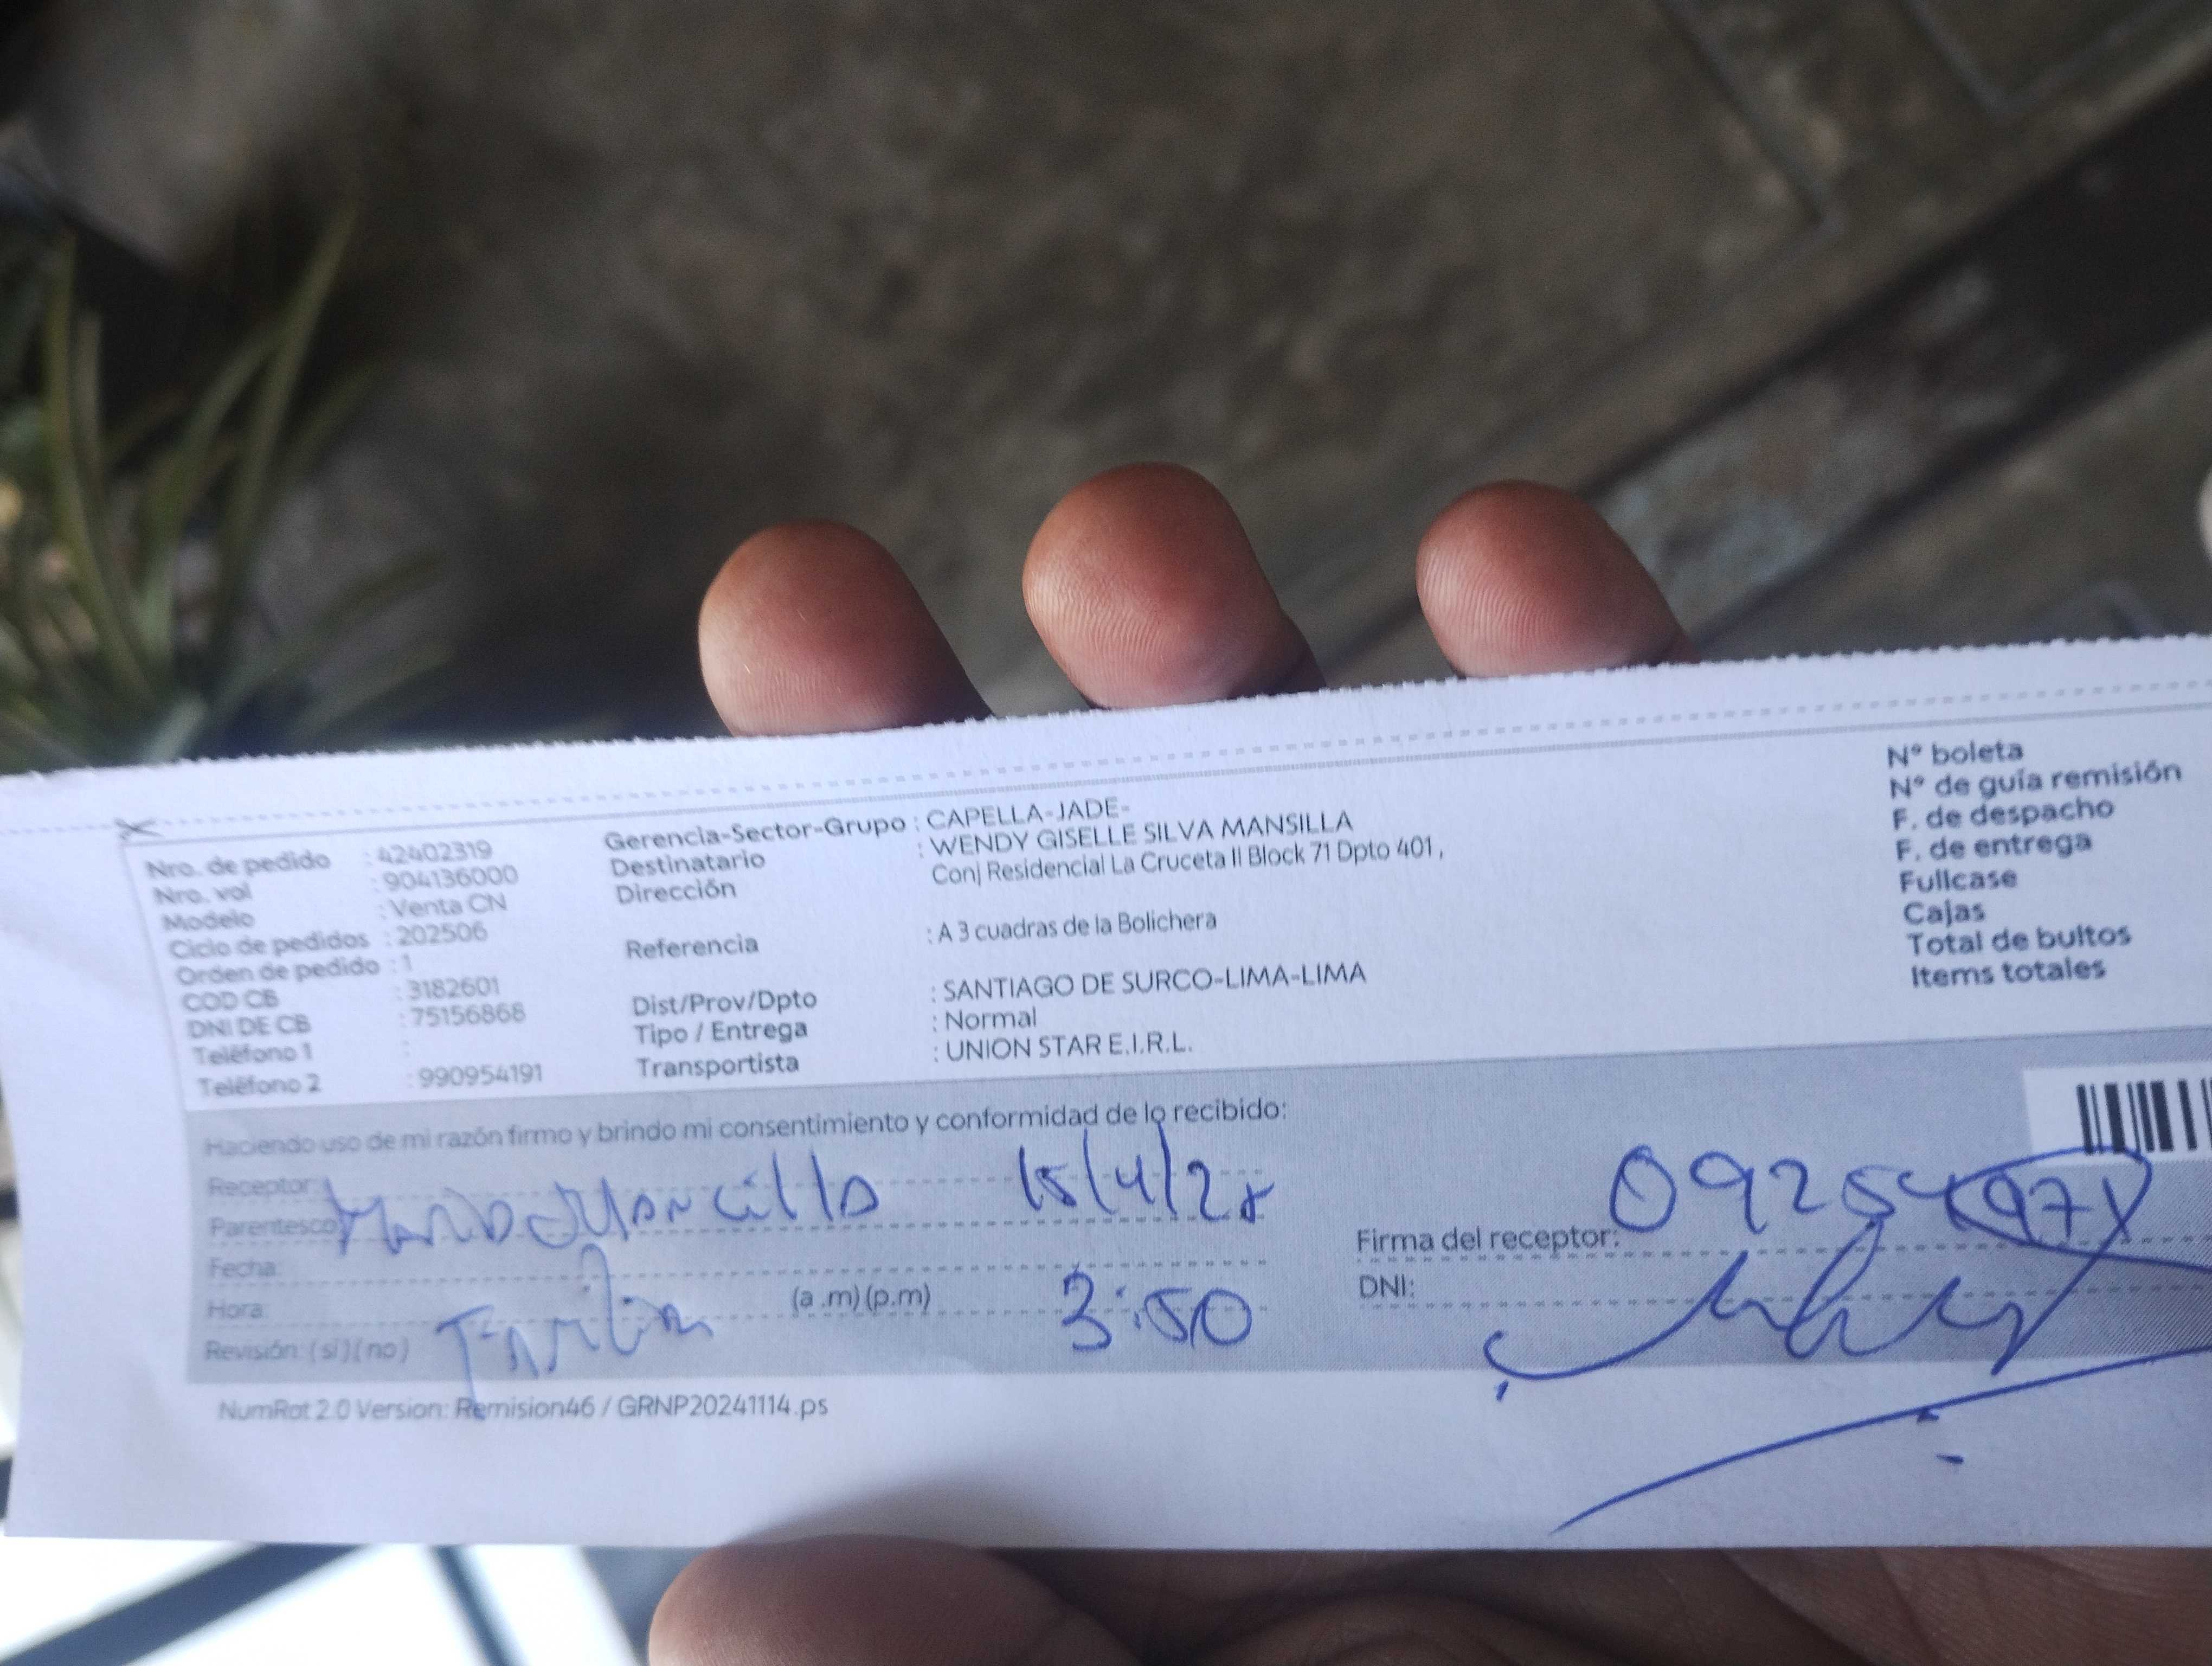 Nro. de pedido : 42402319
Nro. vol : 904136000
Modelo : Venta CN
Ciclo de pedidos : 202506
Orden de pedido : 1
COD CB : 3182601
DNI DE CB : 75156868
Teléfono 1 :
Teléfono 2 : 990954191
Gerencia-Sector-Grupo : CAPELLA-JADE-
Destinatario : WENDY GISELLE SILVA MANSILLA
Dirección Conj Residencial La Cruceta II Block 71 Dpto 401 ,
Referencia : A 3 cuadras de la Bolichera
Dist/Prov/Dpto : SANTIAGO DE SURCO-LIMA-LIMA
Tipo / Entrega : Normal
Transportista : UNION STAR E.I.R.L.
N° boleta
N° de guía remisión
F. de despacho
F. de entrega
Fullcase
Cajas
Total de bultos
Items totales
Haciendo uso de mi razón firmo y brindo mi consentimiento y conformidad de lo recibido:
Receptor:
Parentesco:
Fecha:
Hora: (a .m) (p.m) 3:50
Revisión: ( si ) ( no )
Firma del receptor:
DNI:
NumRat 2.0 Version: Remision46 / GRNP20241114.ps